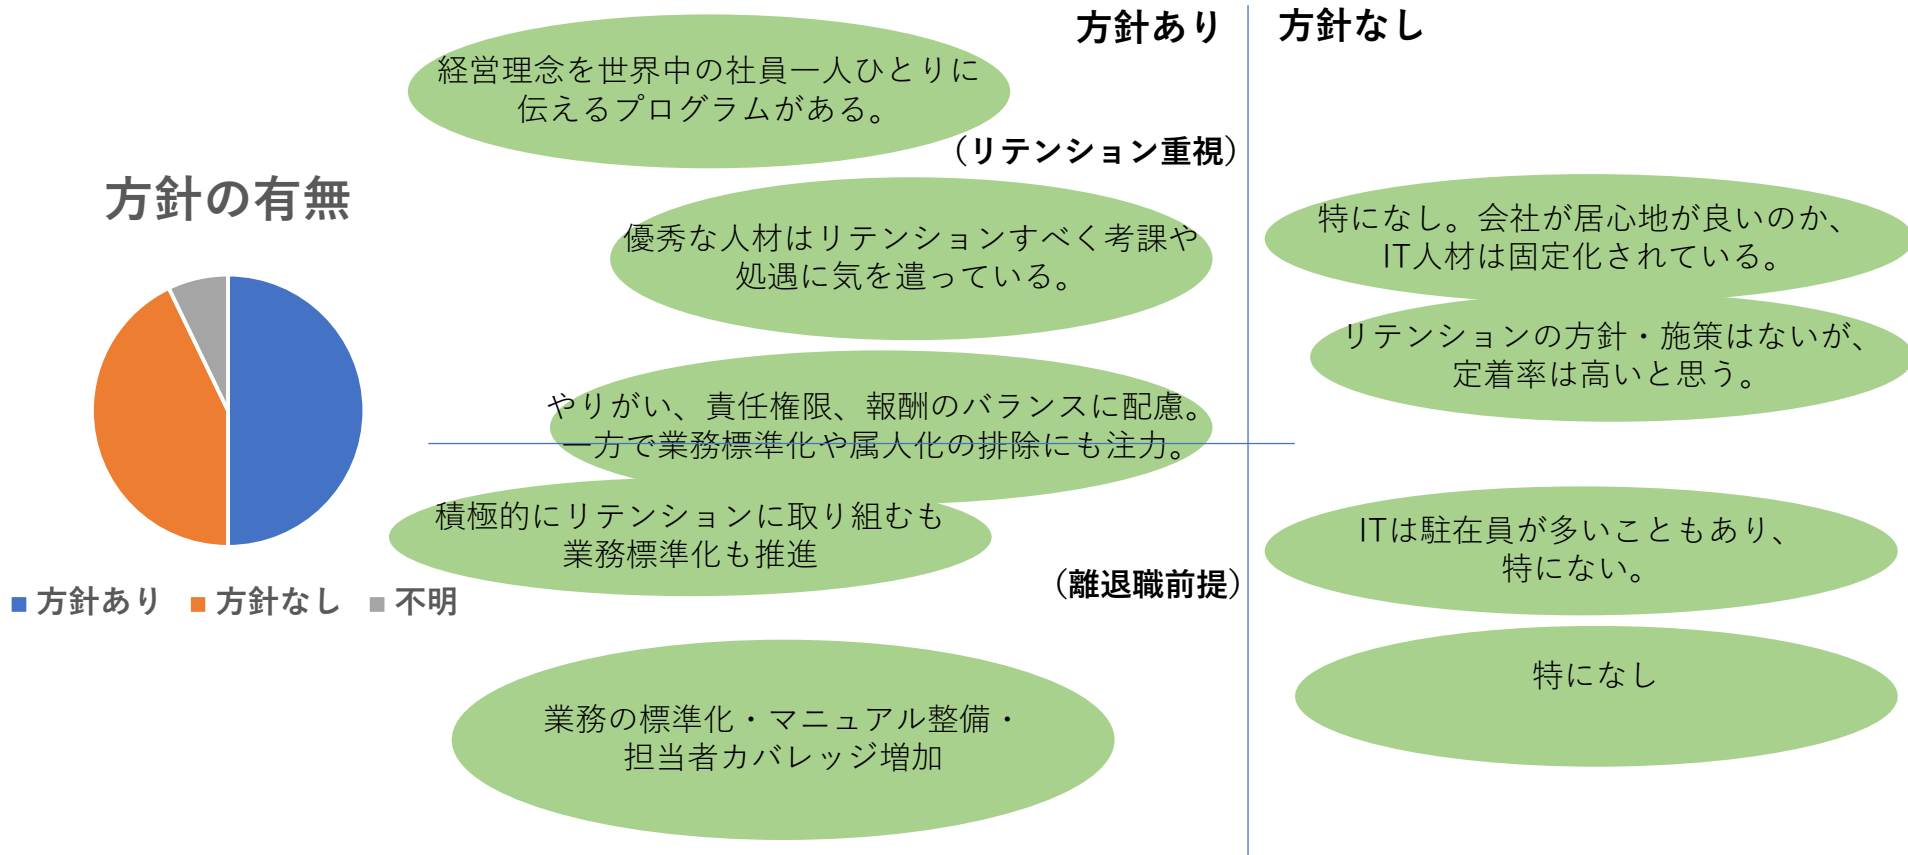 方針の有無
方針あり
方針なし
不明
方針あり
方針なし
経営理念を世界中の社員一人ひとりに
伝えるプログラムがある。
（リテンション重視）
優秀な人材はリテンションすべく考課や
処遇に気を遣っている。
やりがい、責任権限、報酬のバランスに配慮。
一方で業務標準化や属人化の排除にも注力。
積極的にリテンションに取り組むも
業務標準化も推進
（離退職前提）
業務の標準化・マニュアル整備・
担当者カバレッジ増加
特になし。会社が居心地が良いのか、
IT人材は固定化されている。
リテンションの方針・施策はないが、
定着率は高いと思う。
ITは駐在員が多いこともあり、
特にない。
特になし